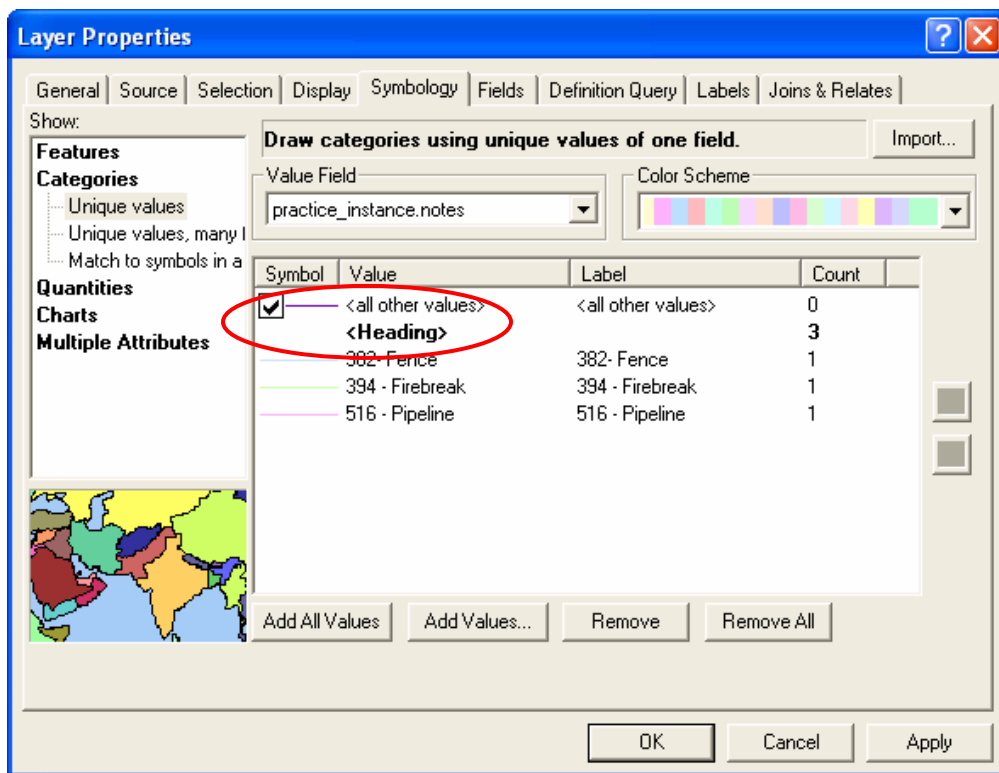 Layer Properties
General Source Selection Display Symbology Fields Definition Query Labels Joins & Relates
Show:
Features
Categories
Unique values
Unique values, many
Match to symbols in a
Quantities
Charts
Multiple Attributes
Draw categories using unique values of one field.
Import...
Value Field
practice_instance.notes
Color Scheme
Symbol Value Label Count
<all other values> <all other values> 0
<Heading> 3
382- Fence 382- Fence 1
394 - Firebreak 394 - Firebreak 1
516 - Pipeline 516 - Pipeline 1
Add All Values Add Values... Remove Remove All
OK Cancel Apply